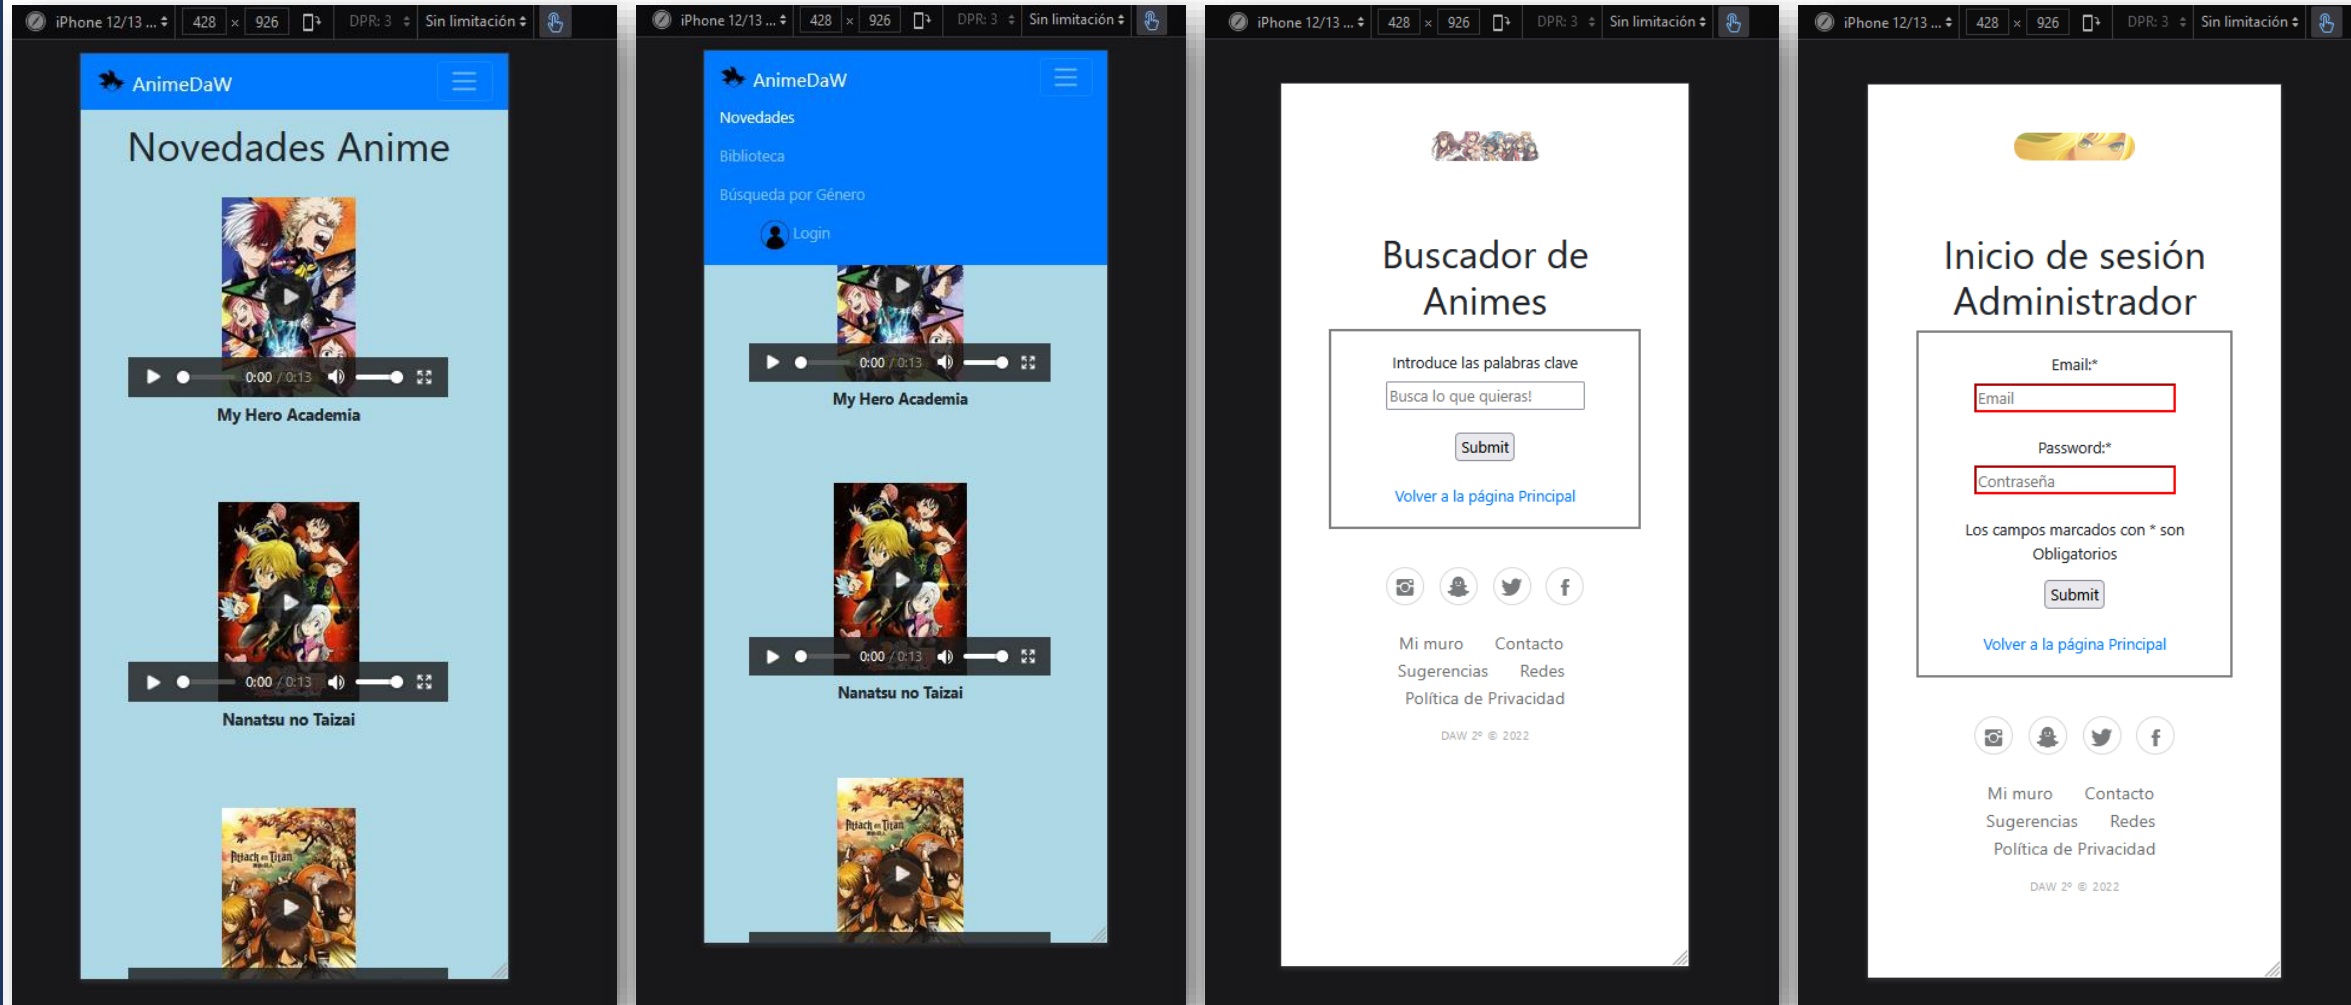 iPhone 12/13 ... 428 × 926 DPR: 3 Sin limitación
AnimeDaW
Novedades Anime
0:00 / 0:13
My Hero Academia
0:00 / 0:13
Nanatsu no Taizai
Attack on Titan
iPhone 12/13 ... 428 × 926 DPR: 3 Sin limitación
AnimeDaW
Novedades
Biblioteca
Búsqueda por Género
Login
0:00 / 0:13
My Hero Academia
0:00 / 0:13
Nanatsu no Taizai
Attack on Titan
iPhone 12/13 ... 428 × 926 DPR: 3 Sin limitación
Buscador de
Animes
Introduce las palabras clave
Busca lo que quieras!
Submit
Volver a la página Principal
Mi muro Contacto
Sugerencias Redes
Política de Privacidad
DAW 2º © 2022
iPhone 12/13 ... 428 × 926 DPR: 3 Sin limitación
Inicio de sesión
Administrador
Email:*
Email
Password:*
Contraseña
Los campos marcados con * son
Obligatorios
Submit
Volver a la página Principal
Mi muro Contacto
Sugerencias Redes
Política de Privacidad
DAW 2º © 2022